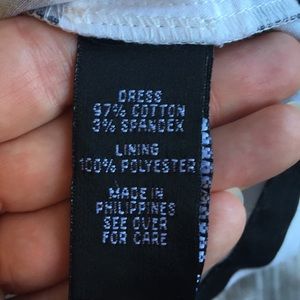 DRESS
97% COTTON
3% SPANDEX
LINING
100% POLYESTER
MADE IN
PHILIPPINES
SEE OVER
FOR CARE